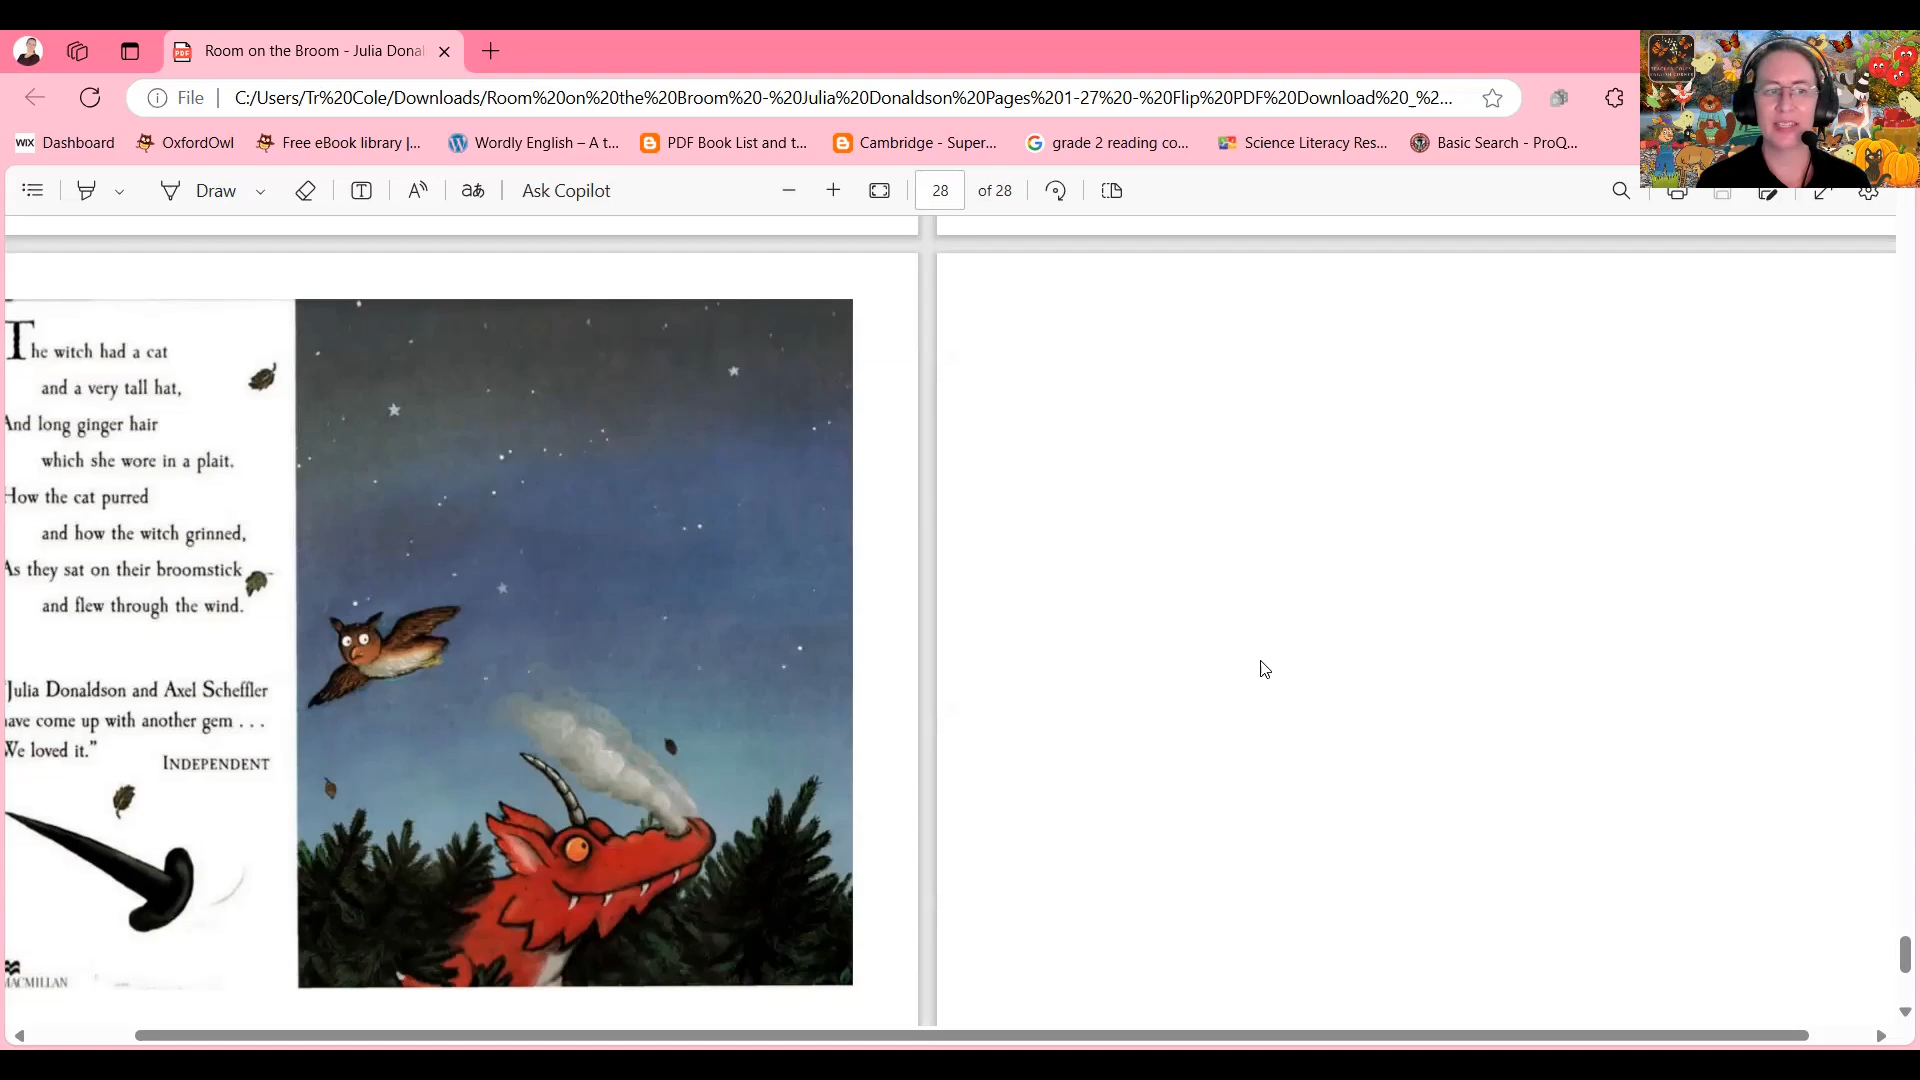 Room on the Broom - Julia Dona
File
C:/Users/Tr%20Cole/Downloads/Room%20on%20the%20Broom%20-%20Julia%20Donaldson%20Pages%201-27%20-%20Flip%20PDF%20Download%20_%2...
WIX Dashboard
OxfordOwl
Free eBook library |...
Wordly English – A t...
PDF Book List and t...
Cambridge - Super...
grade 2 reading co...
Science Literacy Res...
Basic Search - ProQ...
Draw
Ask Copilot
28 of 28
The witch had a cat
and a very tall hat,
And long ginger hair
which she wore in a plait.
How the cat purred
and how the witch grinned,
As they sat on their broomstick
and flew through the wind.
"Julia Donaldson and Axel Scheffler
have come up with another gem . . .
We loved it."
INDEPENDENT
MACMILLAN